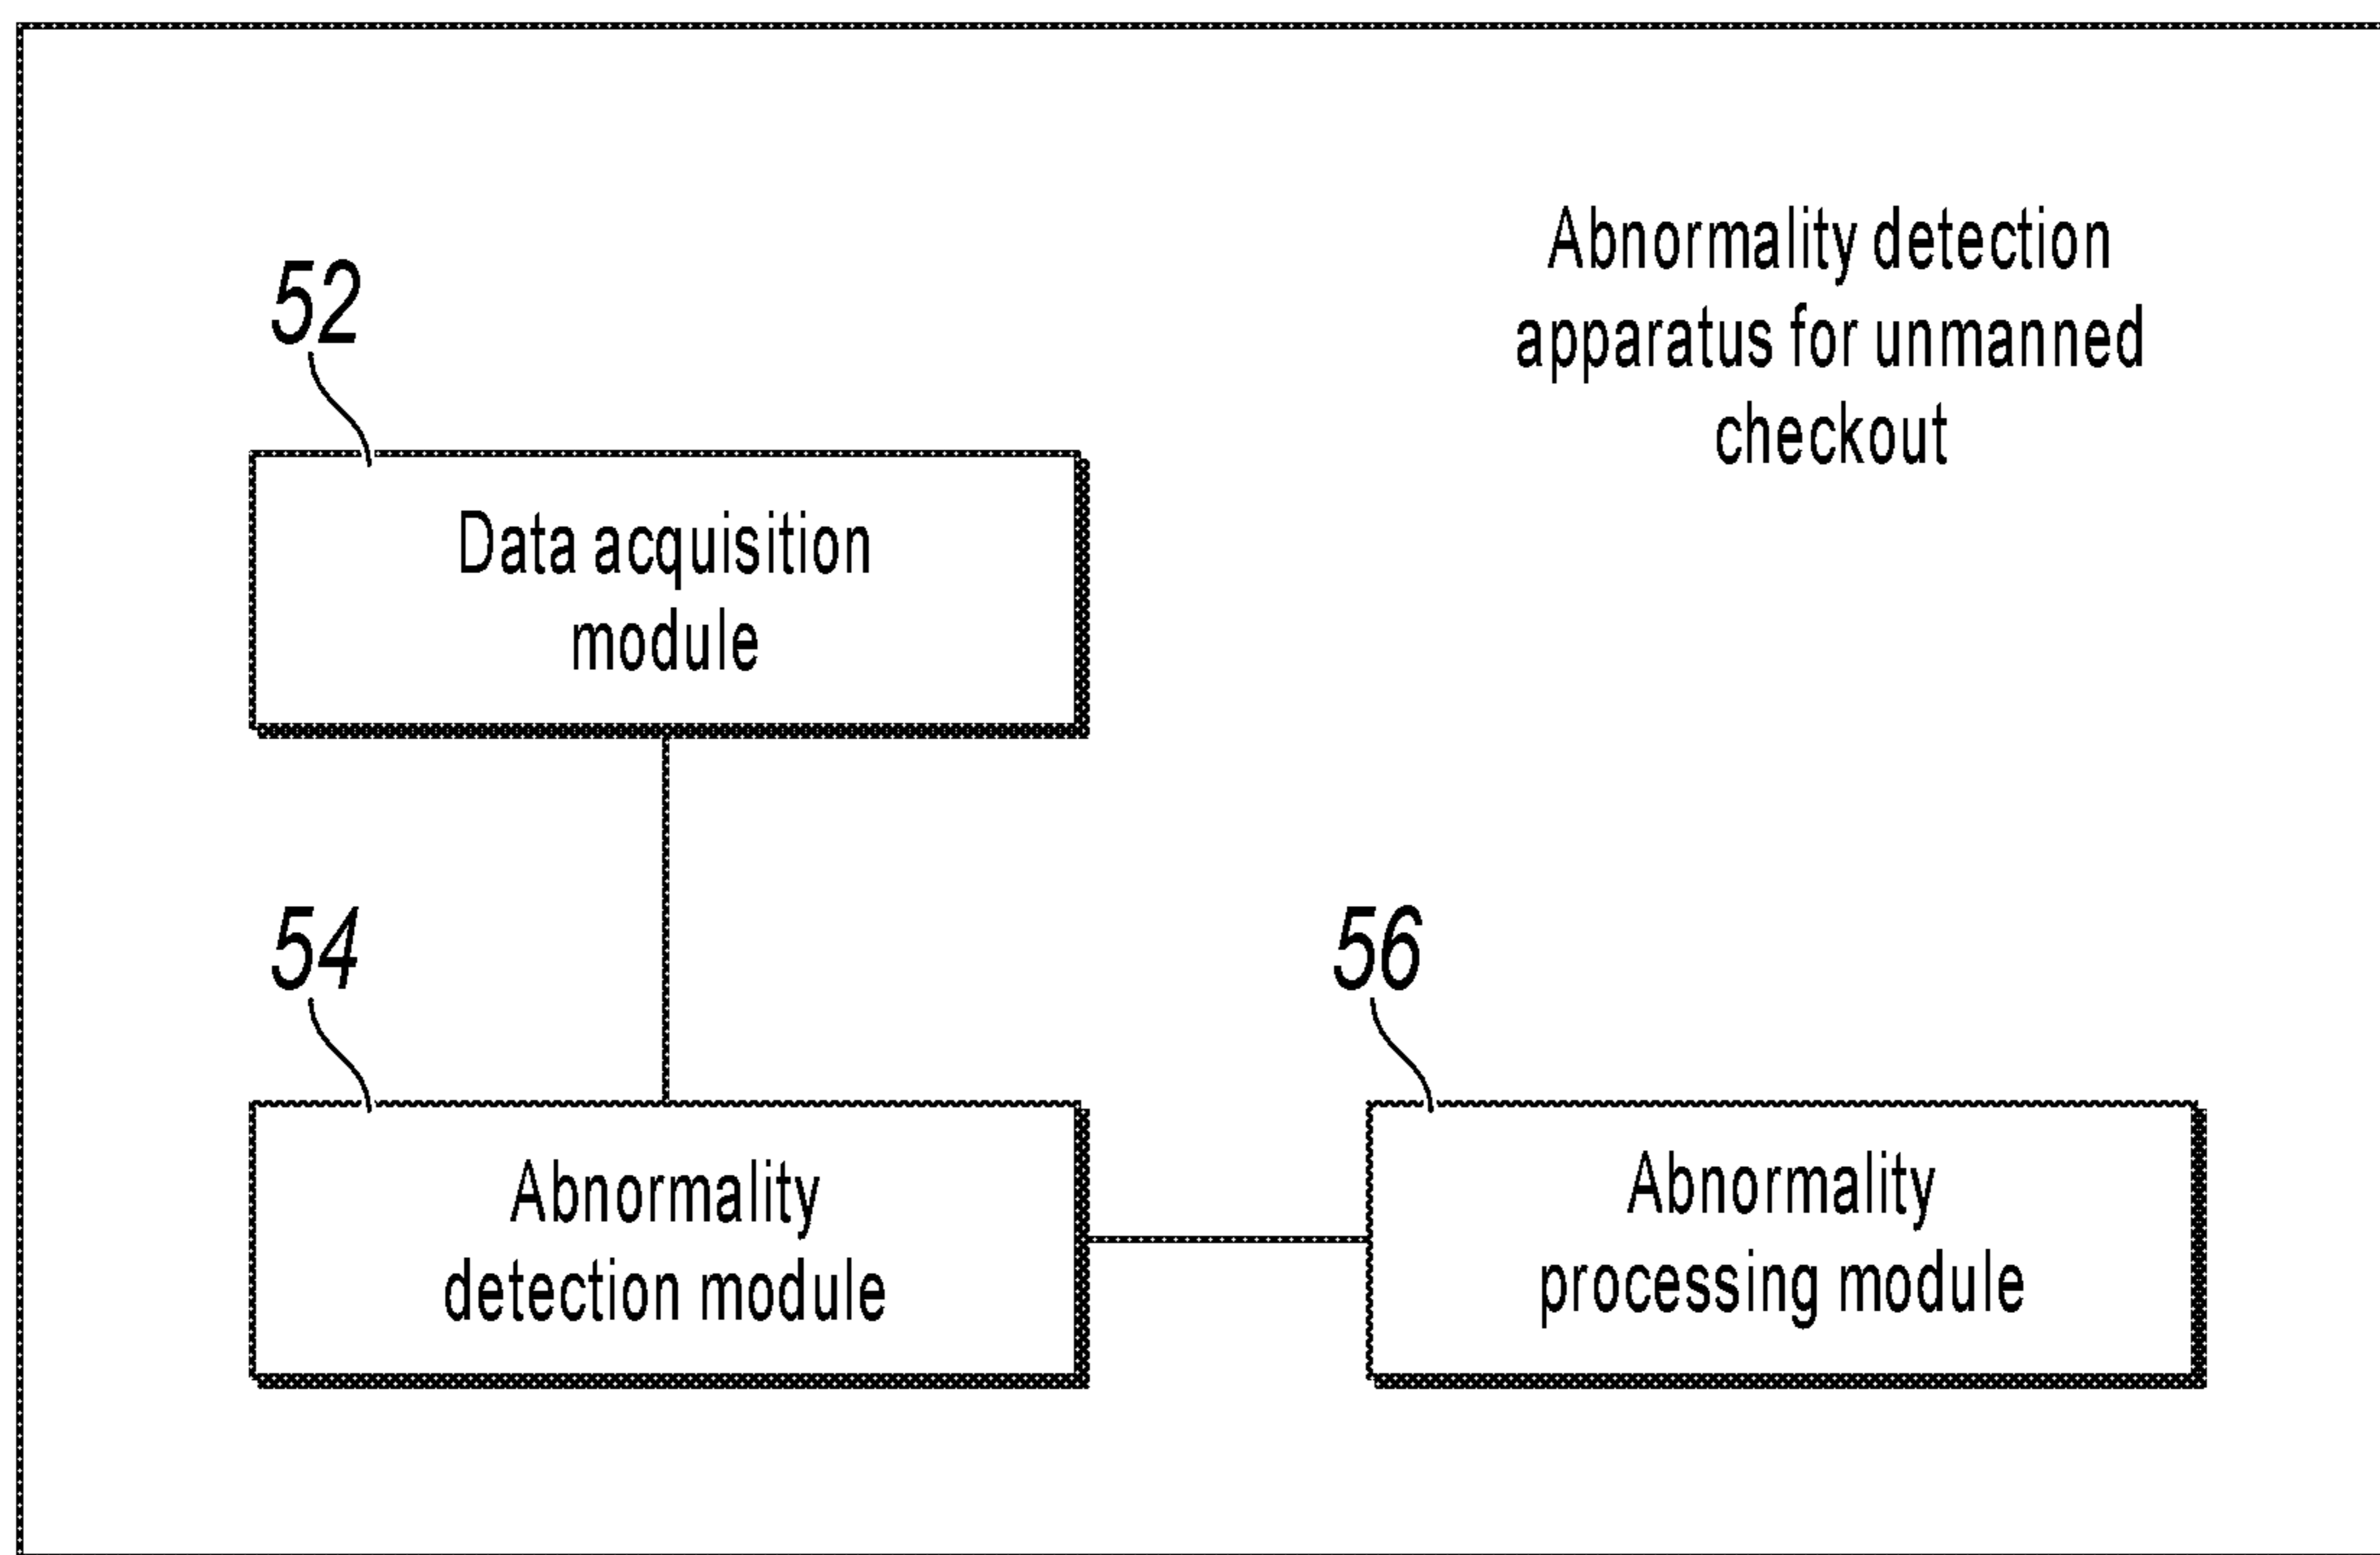 Abnormality detection
apparatus for unmanned
checkout
52
Data acquisition
module
54
Abnormality
detection module
56
Abnormality
processing module